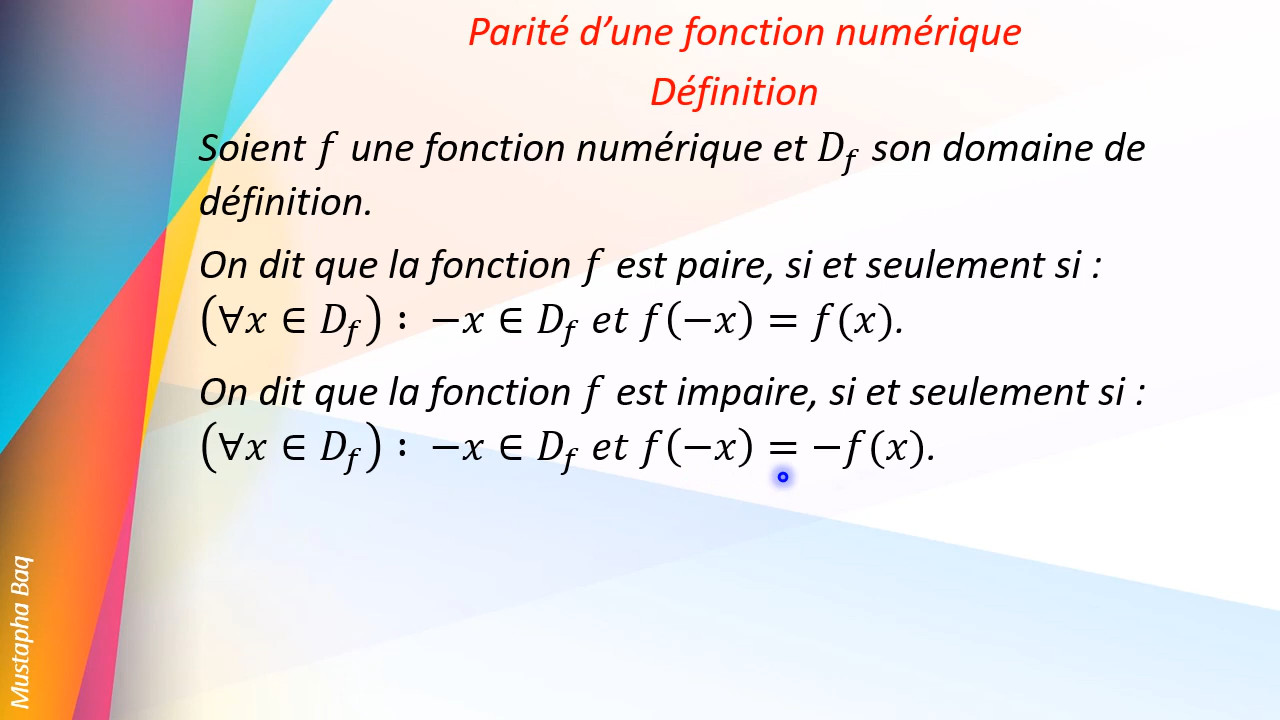 Parité d’une fonction numérique
Définition
Soient f une fonction numérique et D_f son domaine de
définition.
On dit que la fonction f est paire, si et seulement si :
(∀x ∈ D_f) : −x ∈ D_f et f(−x) = f(x).
On dit que la fonction f est impaire, si et seulement si :
(∀x ∈ D_f) : −x ∈ D_f et f(−x) = −f(x).
Mustapha Baq